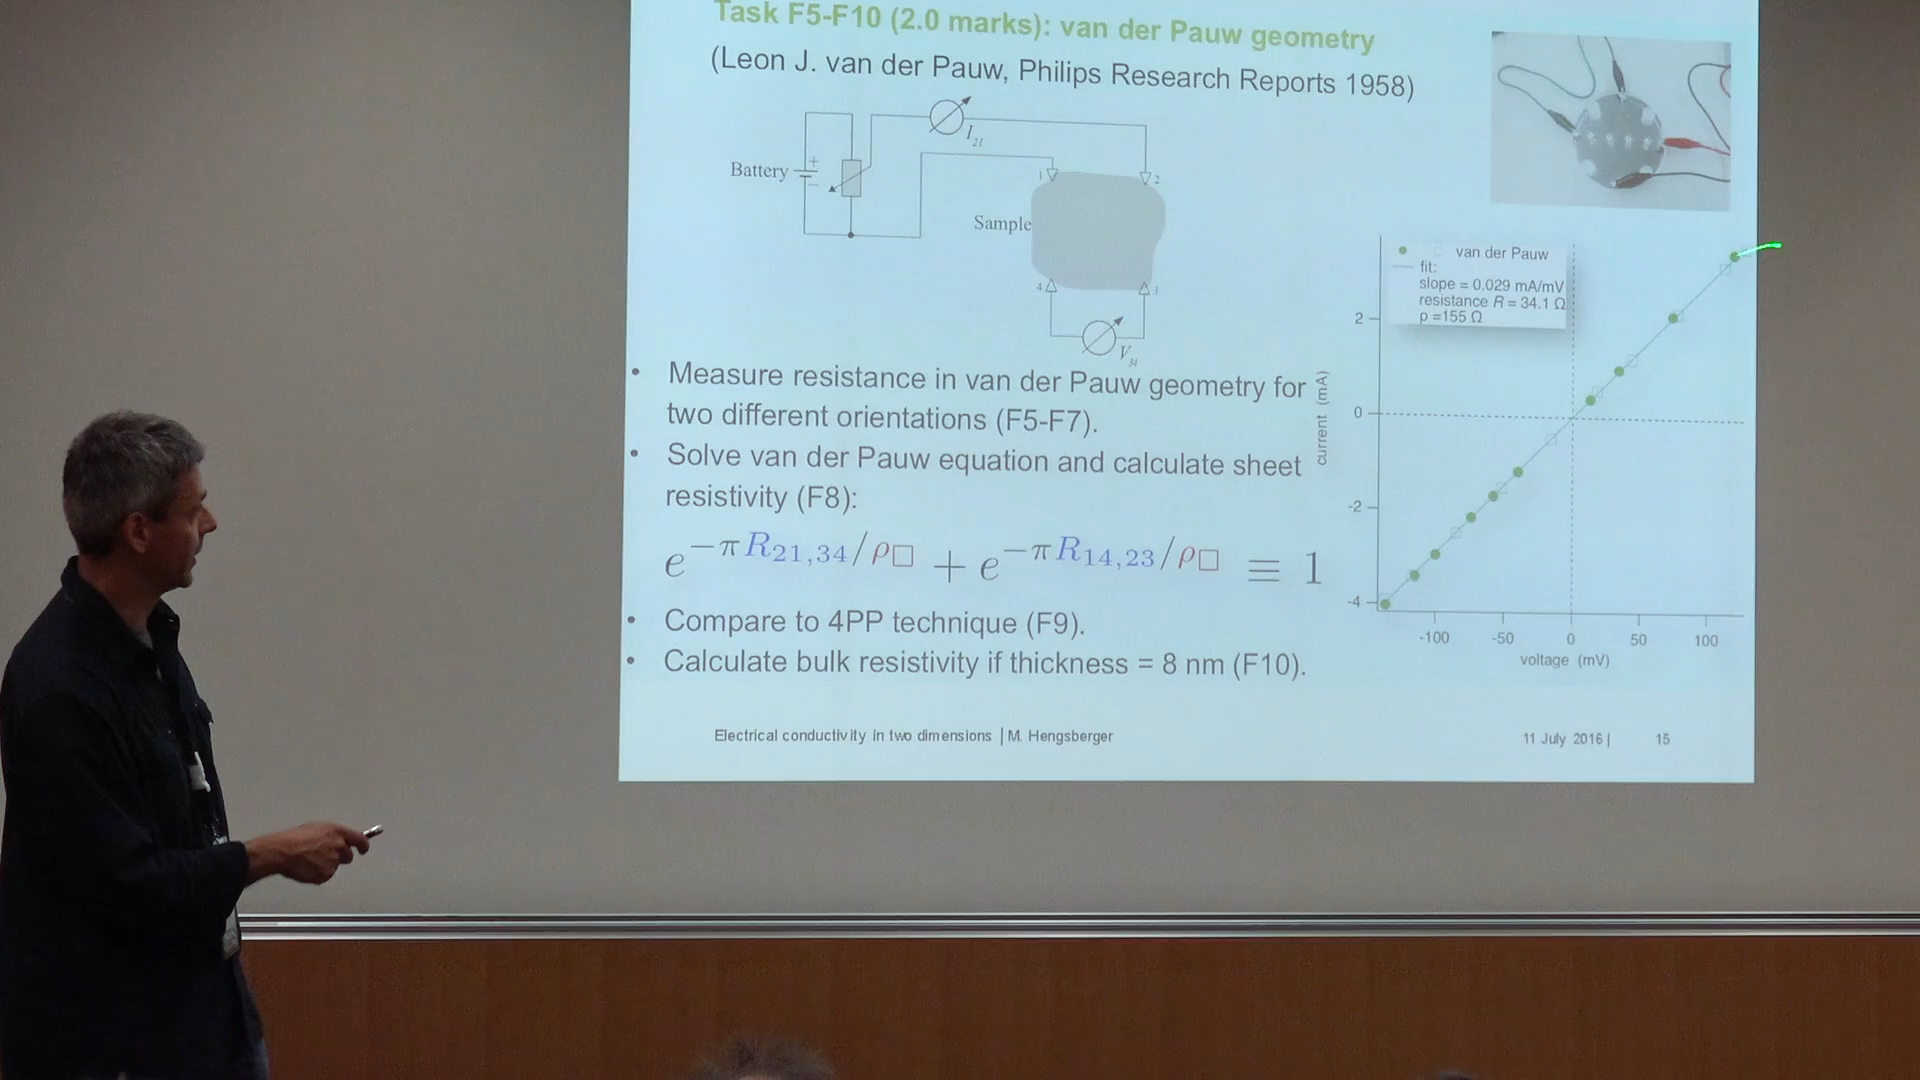 Task F5-F10 (2.0 marks): van der Pauw geometry
(Leon J. van der Pauw, Philips Research Reports 1958)
I21
Battery
+
−
1
2
Sample
4
3
V34
van der Pauw
fit:
slope = 0.029 mA/mV
resistance R = 34.1 Ω
ρ =155 Ω
current (mA)
2
0
-2
-4
-100 -50 0 50 100
voltage (mV)
• Measure resistance in van der Pauw geometry for
two different orientations (F5-F7).
• Solve van der Pauw equation and calculate sheet
resistivity (F8):
e^{−πR_{21,34}/ρ□} + e^{−πR_{14,23}/ρ□} ≡ 1
• Compare to 4PP technique (F9).
• Calculate bulk resistivity if thickness = 8 nm (F10).
Electrical conductivity in two dimensions | M. Hengsberger
11 July 2016 | 15